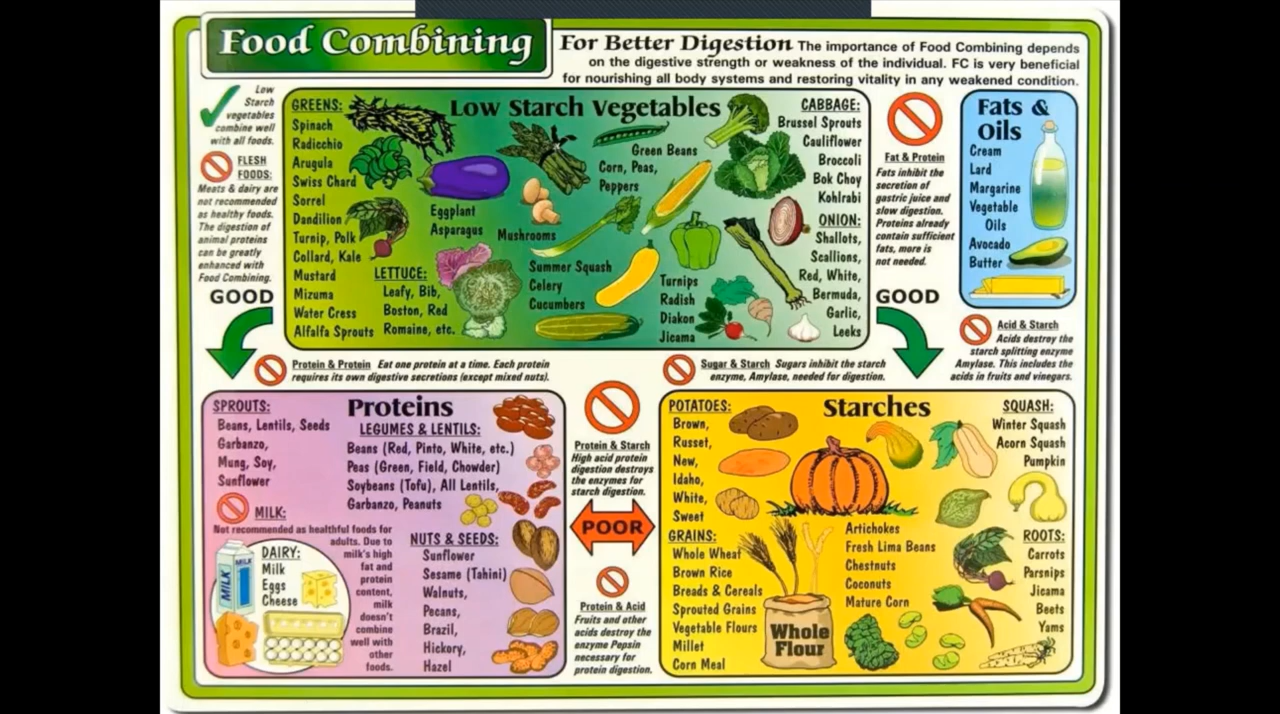 Food Combining
For Better Digestion The importance of Food Combining depends
on the digestive strength or weakness of the individual. FC is very beneficial
for nourishing all body systems and restoring vitality in any weakened condition.
Low
Starch
vegetables
combine well
with all foods.
FLESH
FOODS:
Meats & dairy are
not recommended
as healthy foods.
The digestion of
animal proteins
can be greatly
enhanced with
Food Combining.
GOOD
Low Starch Vegetables
GREENS:
Spinach
Radicchio
Arugula
Swiss Chard
Sorrel
Dandilion
Turnip, Polk
Collard, Kale
Mustard
Mizuma
Water Cress
Alfalfa Sprouts
LETTUCE:
Leafy, Bib,
Boston, Red
Romaine, etc.
Eggplant
Asparagus
Mushrooms
Green Beans
Corn, Peas,
Peppers
Summer Squash
Celery
Cucumbers
Turnips
Radish
Diakon
Jicama
CABBAGE:
Brussel Sprouts
Cauliflower
Broccoli
Bok Choy
Kohlrabi
ONION:
Shallots,
Scallions,
Red, White,
Bermuda,
Garlic,
Leeks
Fat & Protein
Fats inhibit the
secretion of
gastric juice and
slow digestion.
Proteins already
contain sufficient
fats, more is
not needed.
GOOD
Fats &
Oils
Cream
Lard
Margarine
Vegetable
Oils
Avocado
Butter
Acid & Starch
Acids destroy the
starch splitting enzyme
Amylase. This includes the
acids in fruits and vinegars.
Protein & Protein Eat one protein at a time. Each protein
requires its own digestive secretions (except mixed nuts).
Sugar & Starch Sugars inhibit the starch
enzyme, Amylase, needed for digestion.
Proteins
SPROUTS:
Beans, Lentils, Seeds
Garbanzo,
Mung, Soy,
Sunflower
LEGUMES & LENTILS:
Beans (Red, Pinto, White, etc.)
Peas (Green, Field, Chowder)
Soybeans (Tofu), All Lentils,
Garbanzo, Peanuts
MILK:
Not recommended as healthful foods for
adults. Due to
milk's high
fat and
protein
content,
milk
doesn't
combine
well with
other
foods.
DAIRY:
Milk
Eggs
Cheese
MILK
MILK
NUTS & SEEDS:
Sunflower
Sesame (Tahini)
Walnuts,
Pecans,
Brazil,
Hickory,
Hazel
Protein & Starch
High acid protein
digestion destroys
the enzymes for
starch digestion.
POOR
Protein & Acid
Fruits and other
acids destroy the
enzyme Pepsin
necessary for
protein digestion.
Starches
POTATOES:
Brown,
Russet,
New,
Idaho,
White,
Sweet
GRAINS:
Whole Wheat
Brown Rice
Breads & Cereals
Sprouted Grains
Vegetable Flours
Millet
Corn Meal
Whole
Flour
Artichokes
Fresh Lima Beans
Chestnuts
Coconuts
Mature Corn
SQUASH:
Winter Squash
Acorn Squash
Pumpkin
ROOTS:
Carrots
Parsnips
Jicama
Beets
Yams